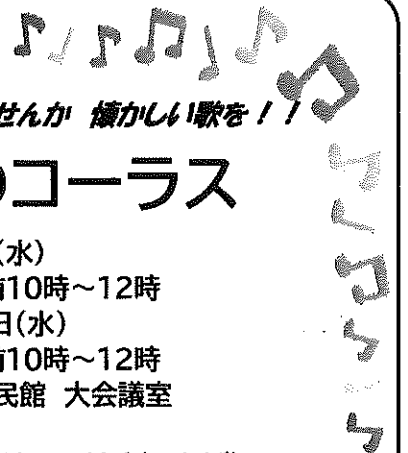 せんか 懐かしい歌を!!
のコーラス
(水)
前10時~12時
日(水)
前10時~12時
民館 大会議室